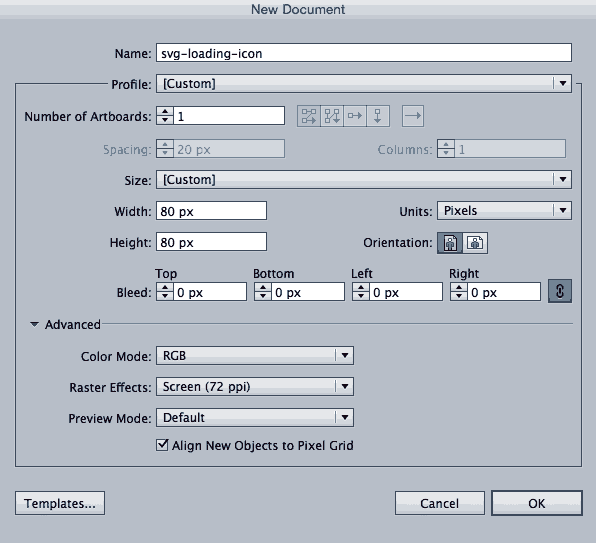 New Document
Name: svg-loading-icon
Profile: [Custom]
Number of Artboards: 1
Spacing: 20 px Columns: 1
Size: [Custom]
Width: 80 px Units: Pixels
Height: 80 px Orientation:
Top Bottom Left Right
Bleed: 0 px 0 px 0 px 0 px
Advanced
Color Mode: RGB
Raster Effects: Screen (72 ppi)
Preview Mode: Default
Align New Objects to Pixel Grid
Templates... Cancel OK